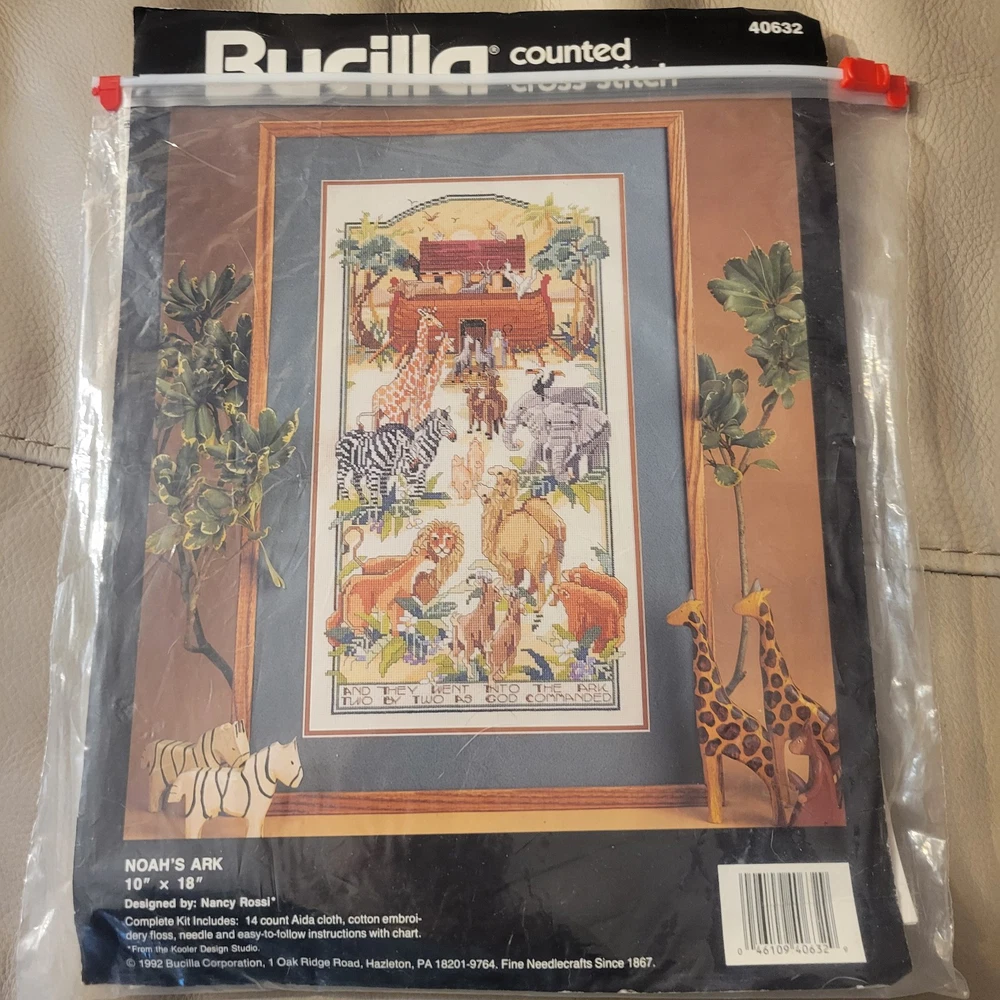 40632
Bucilla® counted
cross stitch
AND THEY WENT INTO THE ARK
TWO BY TWO AS GOD COMMANDED
NOAH'S ARK
10" × 18"
Designed by: Nancy Rossi*
Complete Kit Includes: 14 count Aida cloth, cotton embroi-
dery floss, needle and easy-to-follow instructions with chart.
*From the Kooler Design Studio.
© 1992 Bucilla Corporation, 1 Oak Ridge Road, Hazleton, PA 18201-9764. Fine Needlecrafts Since 1867.
0 46109 40632 9